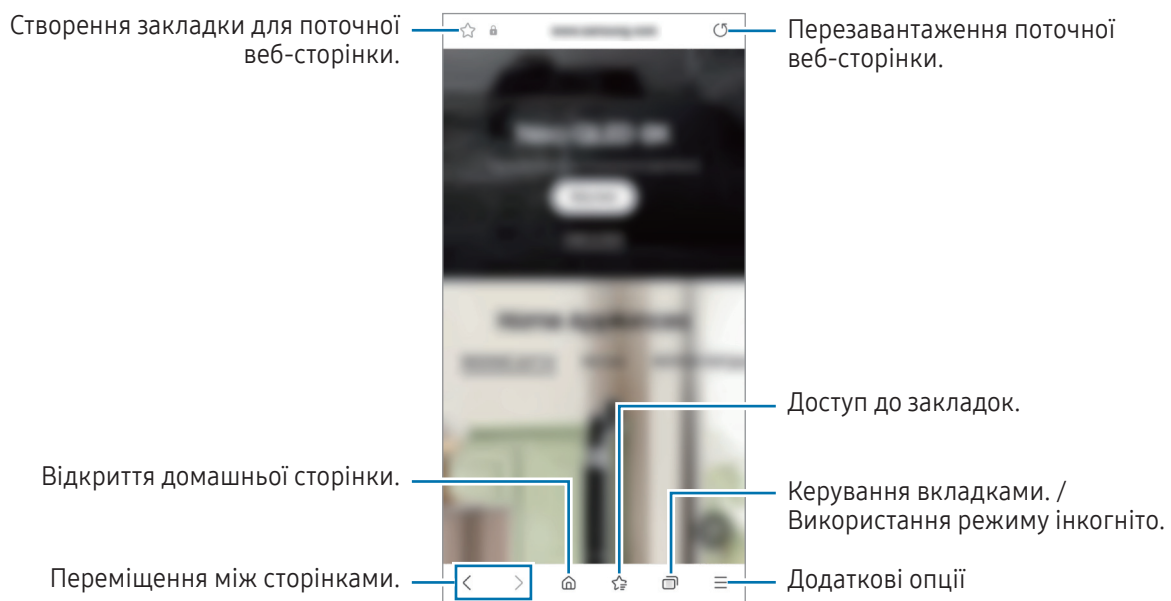 Створення закладки для поточної
веб-сторінки.
Перезавантаження поточної
веб-сторінки.
Доступ до закладок.
Відкриття домашньої сторінки.
Керування вкладками. /
Використання режиму інкогніто.
Переміщення між сторінками.
Додаткові опції